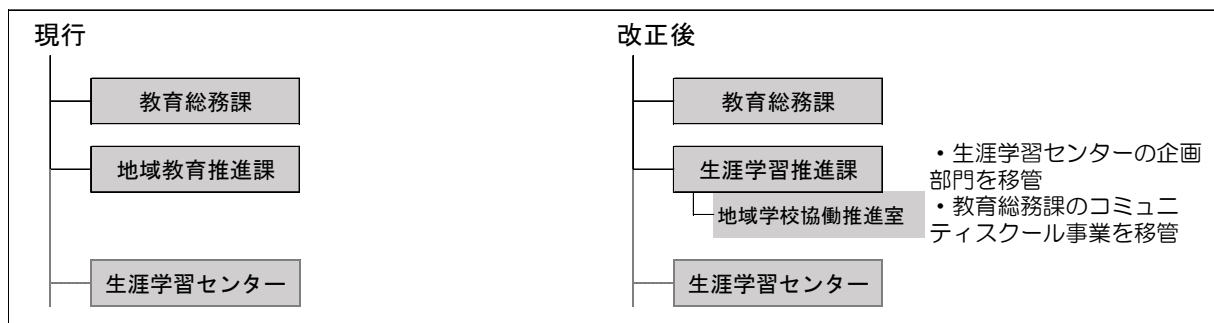 現行
教育総務課
地域教育推進課
生涯学習センター
改正後
教育総務課
生涯学習推進課
地域学校協働推進室
生涯学習センター
・生涯学習センターの企画
部門を移管
・教育総務課のコミュニ
ティスクール事業を移管